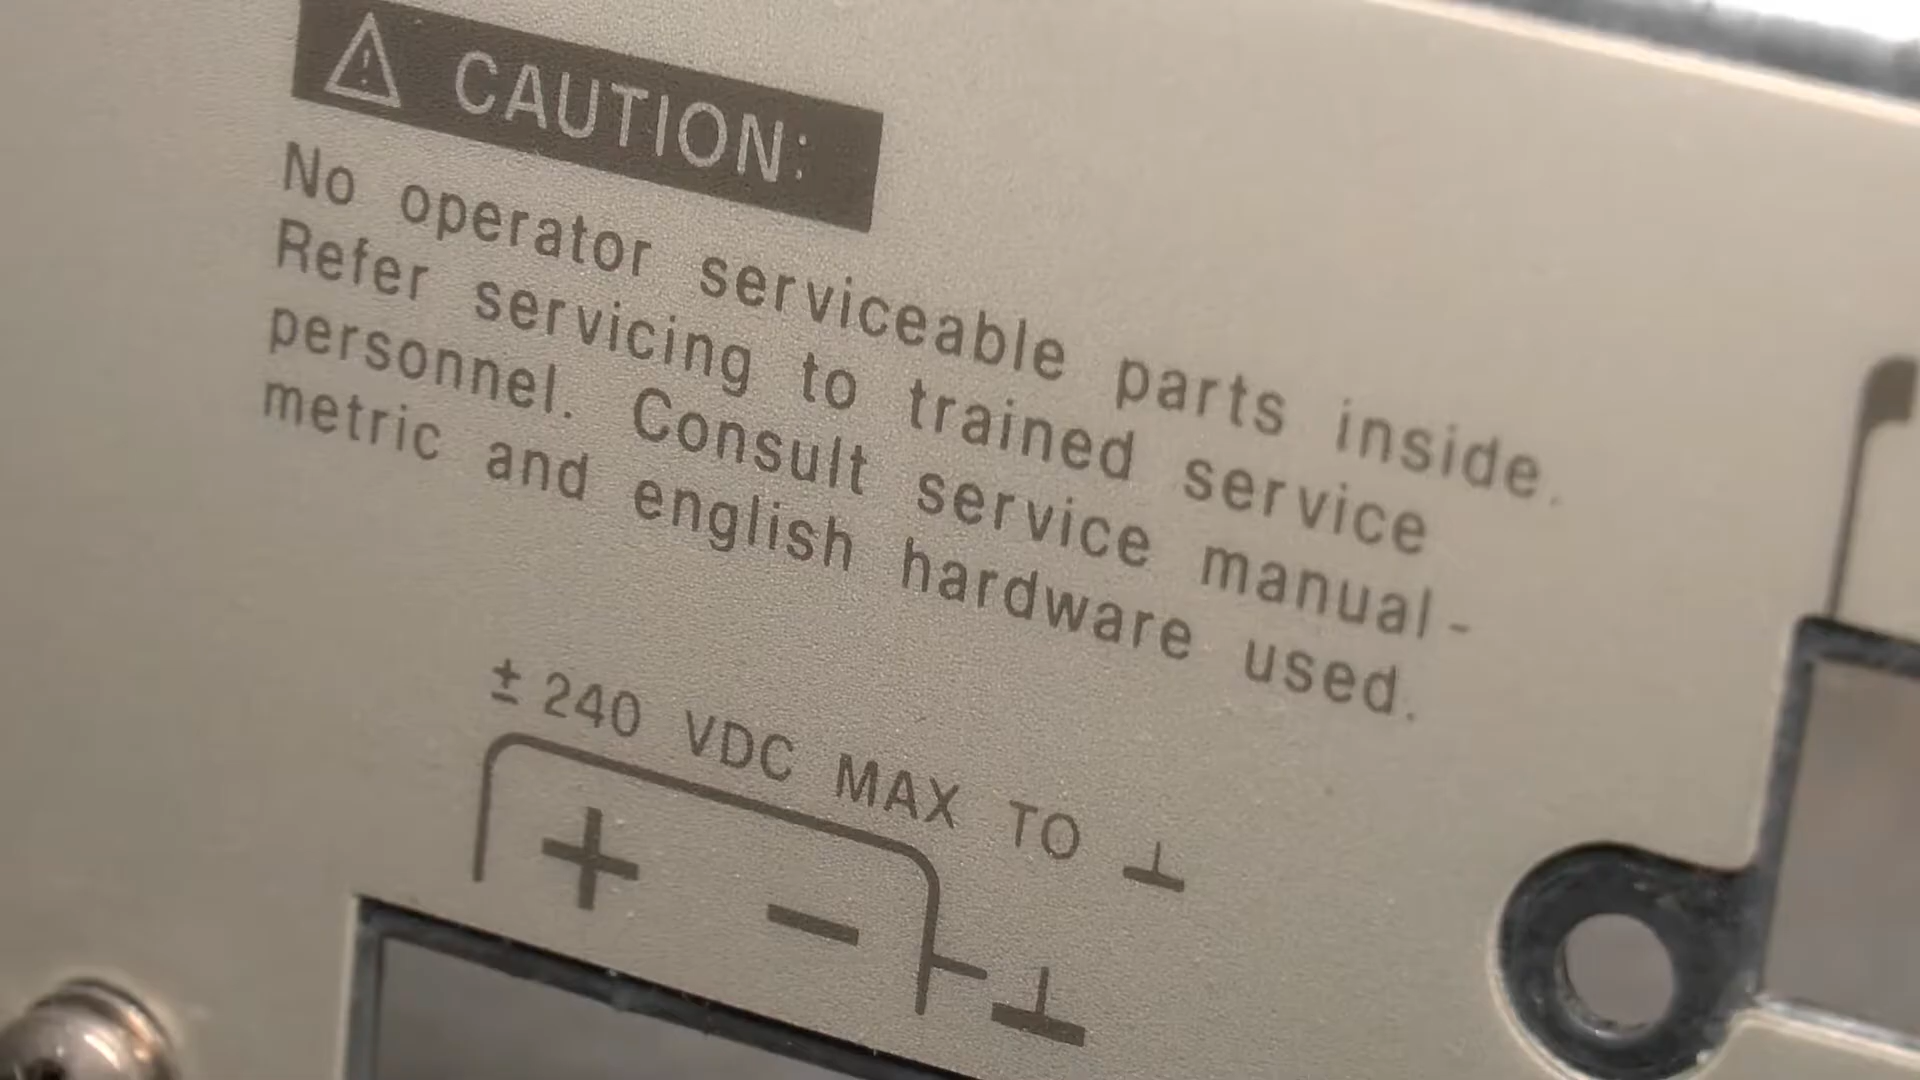 ⚠ CAUTION:
No operator serviceable parts inside.
Refer servicing to trained service
personnel. Consult service manual-
metric and english hardware used.
± 240 VDC MAX TO ⊥
+ − ⊥